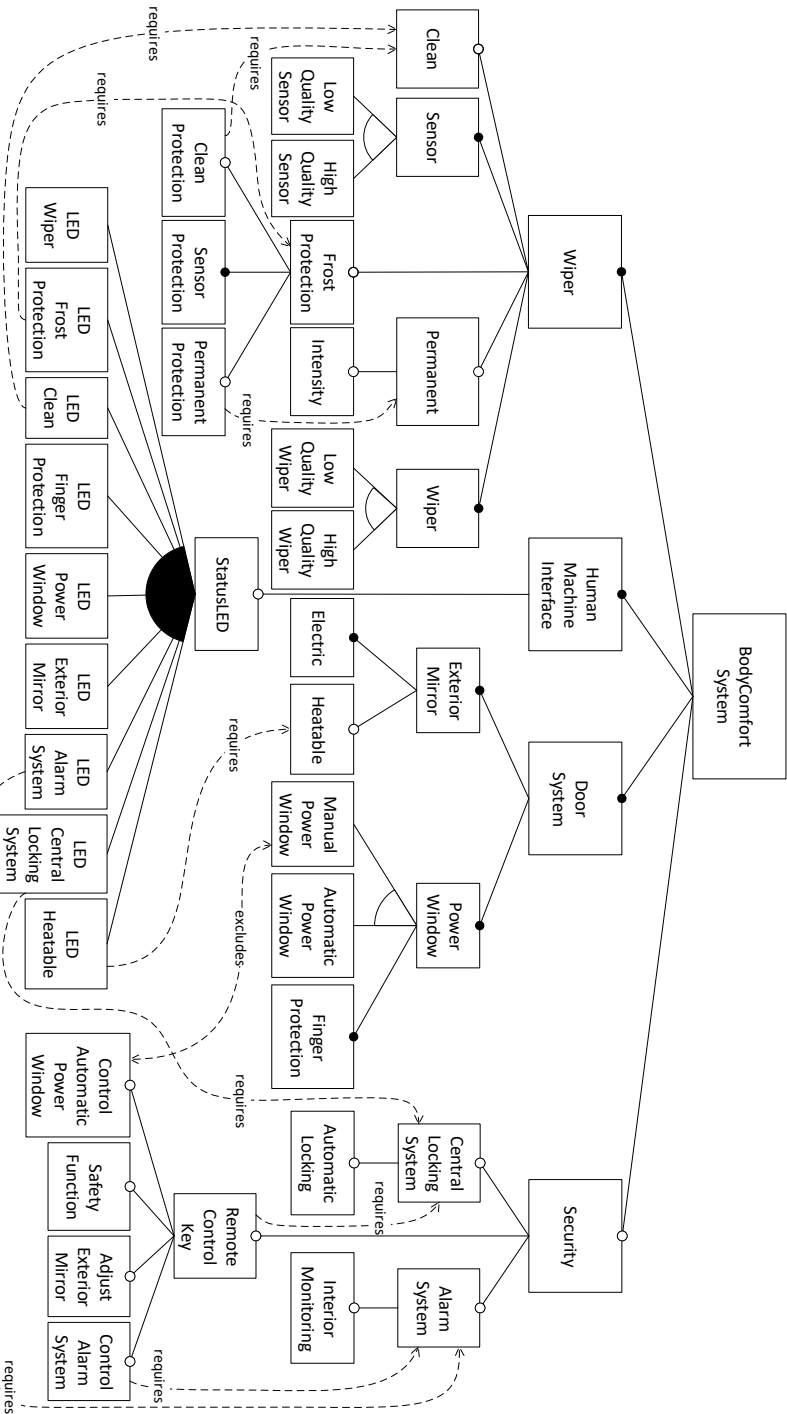 BodyComfort
System
Wiper
Human
Machine
Interface
Door
System
Security
Clean
Sensor
Permanent
Wiper
Exterior
Mirror
Power
Window
Central
Locking
System
Alarm
System
Low
Quality
Sensor
High
Quality
Sensor
Frost
Protection
Intensity
Low
Quality
Wiper
High
Quality
Wiper
Electric
Heatable
Manual
Power
Window
Automatic
Power
Window
Finger
Protection
Automatic
Locking
Interior
Monitoring
Clean
Protection
Sensor
Protection
Permanent
Protection
StatusLED
Remote
Control
Key
LED
Wiper
LED
Frost
Protection
LED
Clean
LED
Finger
Protection
LED
Power
Window
LED
Exterior
Mirror
LED
Alarm
System
LED
Central
Locking
System
LED
Heatable
Control
Automatic
Power
Window
Safety
Function
Adjust
Exterior
Mirror
Control
Alarm
System
requires
requires
requires
requires
requires
excludes
requires
requires
requires
requires